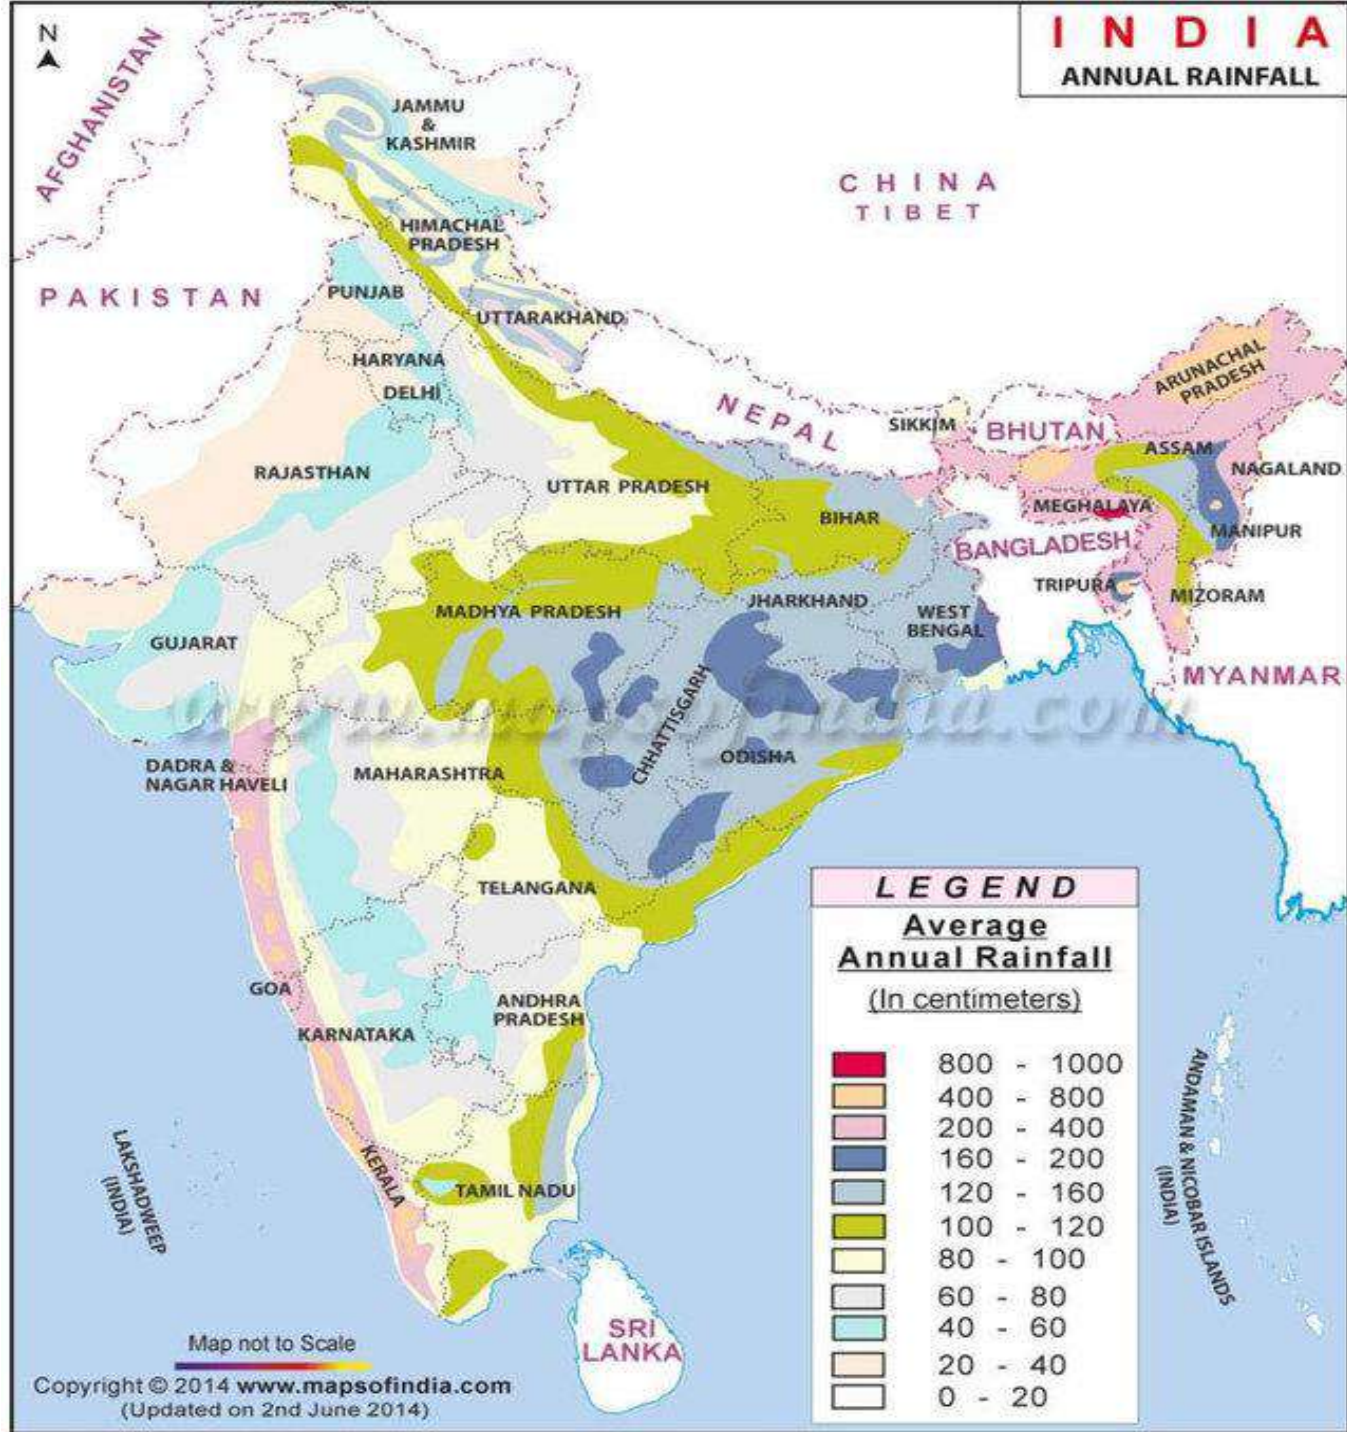 N
I N D I A
ANNUAL RAINFALL
AFGHANISTAN
JAMMU
&
KASHMIR
CHINA
TIBET
HIMACHAL
PRADESH
PAKISTAN
PUNJAB
UTTARAKHAND
HARYANA
DELHI
ARUNACHAL
PRADESH
NEPAL
SIKKIM
BHUTAN
ASSAM
NAGALAND
RAJASTHAN
UTTAR PRADESH
BIHAR
MEGHALAYA
MANIPUR
BANGLADESH
TRIPURA
MIZORAM
MADHYA PRADESH
JHARKHAND
WEST
BENGAL
GUJARAT
MYANMAR
www.mapsofindia.com
CHHATTISGARH
ODISHA
DADRA &
NAGAR HAVELI
MAHARASHTRA
TELANGANA
GOA
KARNATAKA
ANDHRA
PRADESH
LAKSHADWEEP
(INDIA)
KERALA
TAMIL NADU
ANDAMAN & NICOBAR ISLANDS
(INDIA)
SRI
LANKA
LEGEND
Average
Annual Rainfall
(In centimeters)
800 - 1000
400 - 800
200 - 400
160 - 200
120 - 160
100 - 120
80 - 100
60 - 80
40 - 60
20 - 40
0 - 20
Map not to Scale
Copyright © 2014 www.mapsofindia.com
(Updated on 2nd June 2014)